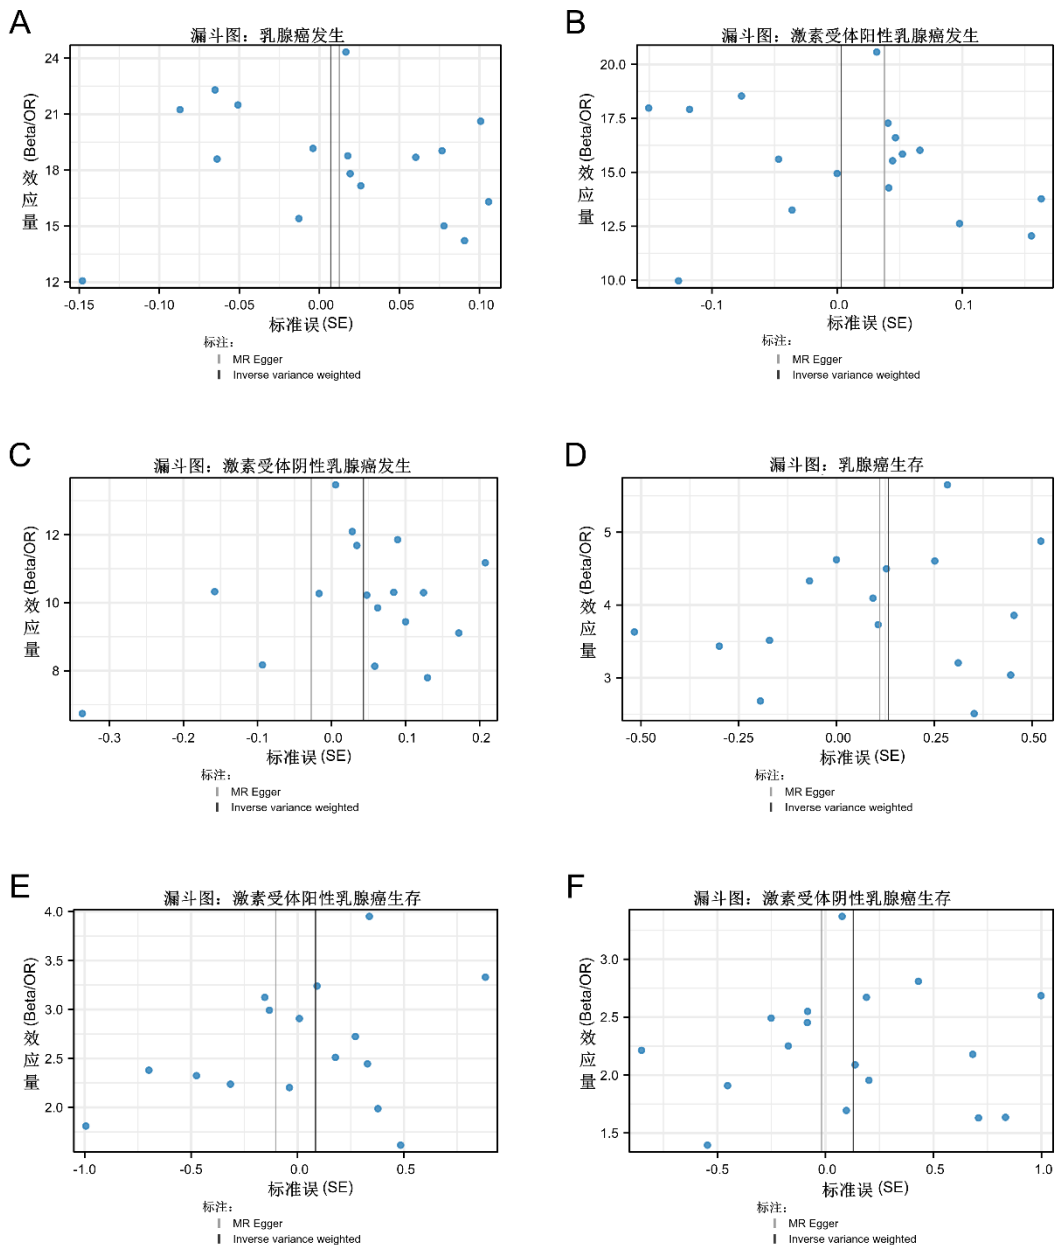 A
漏斗图：乳腺癌发生
效应量 (Beta/OR)
24
21
18
15
12
-0.15
-0.10
-0.05
0.00
0.05
0.10
标准误 (SE)
标注：
MR Egger
Inverse variance weighted
B
漏斗图：激素受体阳性乳腺癌发生
效应量 (Beta/OR)
20.0
17.5
15.0
12.5
10.0
-0.1
0.0
0.1
标准误 (SE)
标注：
MR Egger
Inverse variance weighted
C
漏斗图：激素受体阴性乳腺癌发生
效应量 (Beta/OR)
12
10
8
-0.3
-0.2
-0.1
0.0
0.1
0.2
标准误 (SE)
标注：
MR Egger
Inverse variance weighted
D
漏斗图：乳腺癌生存
效应量 (Beta/OR)
5
4
3
-0.50
-0.25
0.00
0.25
0.50
标准误 (SE)
标注：
MR Egger
Inverse variance weighted
E
漏斗图：激素受体阳性乳腺癌生存
效应量 (Beta/OR)
4.0
3.5
3.0
2.5
2.0
-1.0
-0.5
0.0
0.5
标准误 (SE)
标注：
MR Egger
Inverse variance weighted
F
漏斗图：激素受体阴性乳腺癌生存
效应量 (Beta/OR)
3.0
2.5
2.0
1.5
-0.5
0.0
0.5
1.0
标准误 (SE)
标注：
MR Egger
Inverse variance weighted